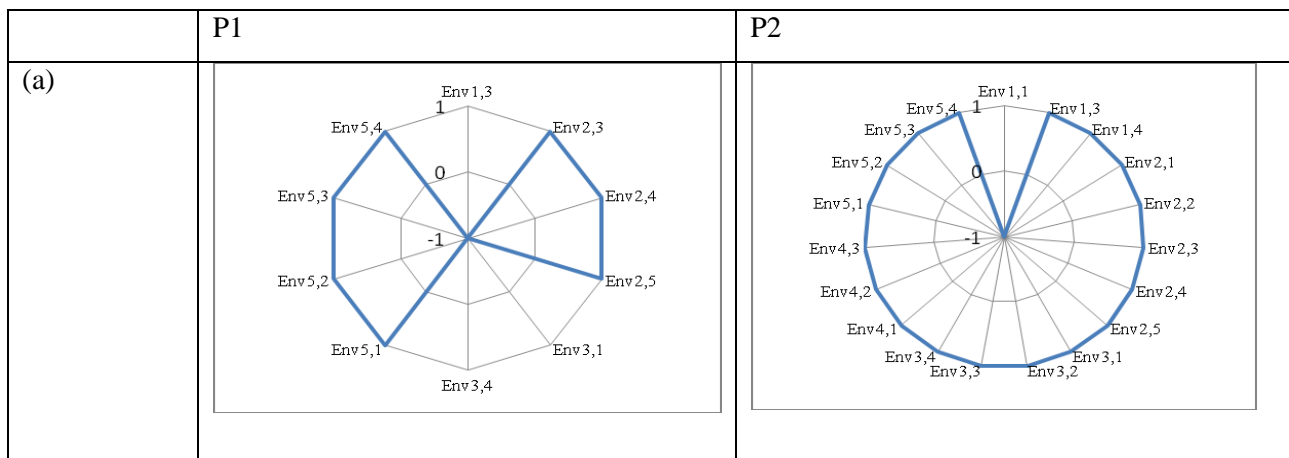 P1 P2
(a)
Env1,3
1
Env5,4 Env2,3
0
Env5,3 Env2,4
-1
Env5,2 Env2,5
Env5,1 Env3,1
Env3,4
Env1,1
1
Env5,4 Env1,3
Env5,3 Env1,4
0
Env5,2 Env2,1
Env5,1 Env2,2
-1
Env4,3 Env2,3
Env4,2 Env2,4
Env4,1 Env2,5
Env3,4 Env3,1
Env3,3 Env3,2